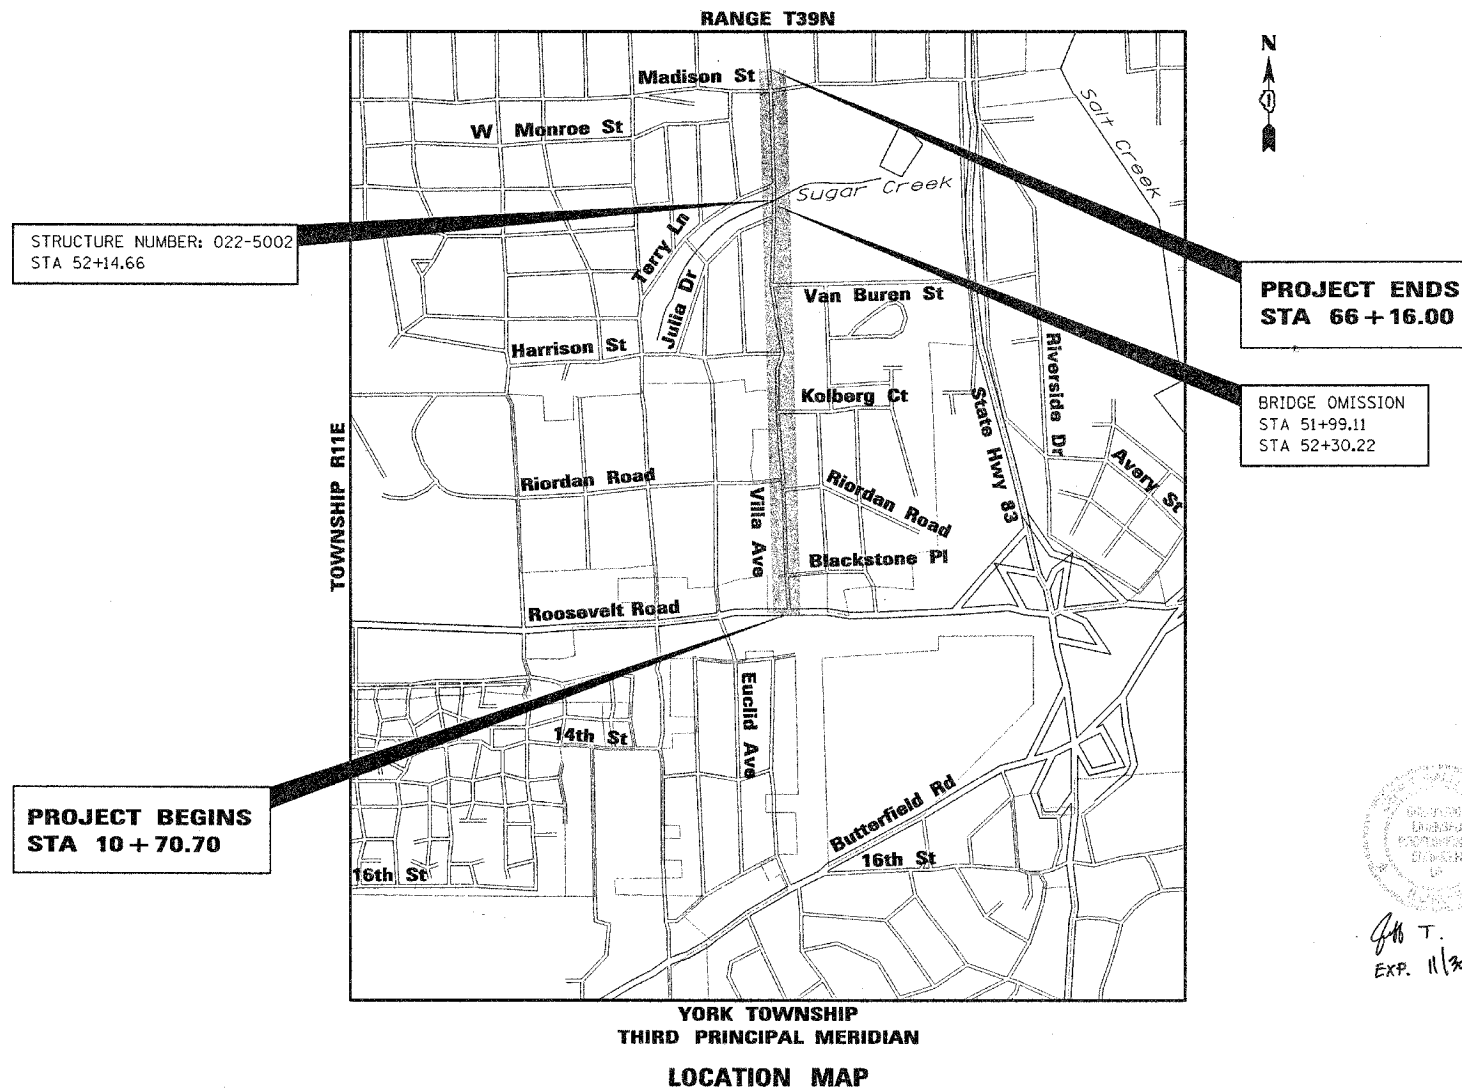 RANGE T39N
N
Madison St
W Monroe St
Salt Creek
Sugar Creek
STRUCTURE NUMBER: 022-5002
STA 52+14.66
Terry Ln
Julia Dr
Van Buren St
PROJECT ENDS
STA 66+16.00
Harrison St
Riverside Dr
Kolberg Ct
State Hwy 83
BRIDGE OMISSION
STA 51+99.11
STA 52+30.22
TOWNSHIP R11E
Avery St
Riordan Road
Villa Ave
Riordan Road
Blackstone Pl
Roosevelt Road
Euclid Ave
14th St
PROJECT BEGINS
STA 10+70.70
Butterfield Rd
16th St
16th St
T.
EXP. 11/30
YORK TOWNSHIP
THIRD PRINCIPAL MERIDIAN
LOCATION MAP